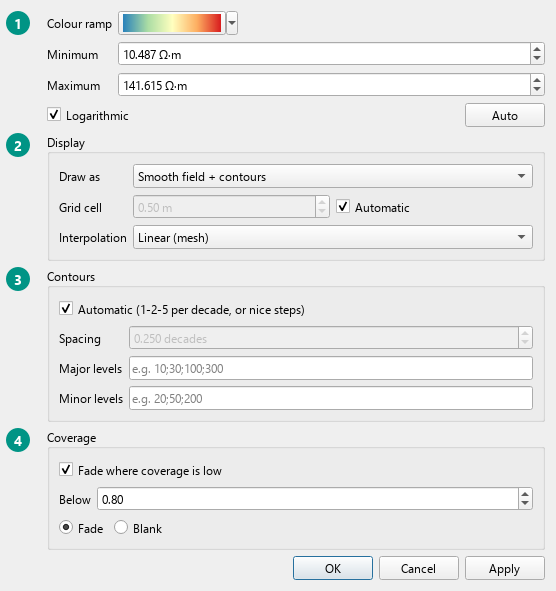 1 Colour ramp
Minimum 10.487 Ω·m
Maximum 141.615 Ω·m
Logarithmic Auto
2 Display
Draw as Smooth field + contours
Grid cell 0.50 m Automatic
Interpolation Linear (mesh)
3 Contours
Automatic (1-2-5 per decade, or nice steps)
Spacing 0.250 decades
Major levels e.g. 10;30;100;300
Minor levels e.g. 20;50;200
4 Coverage
Fade where coverage is low
Below 0.80
Fade Blank
OK Cancel Apply